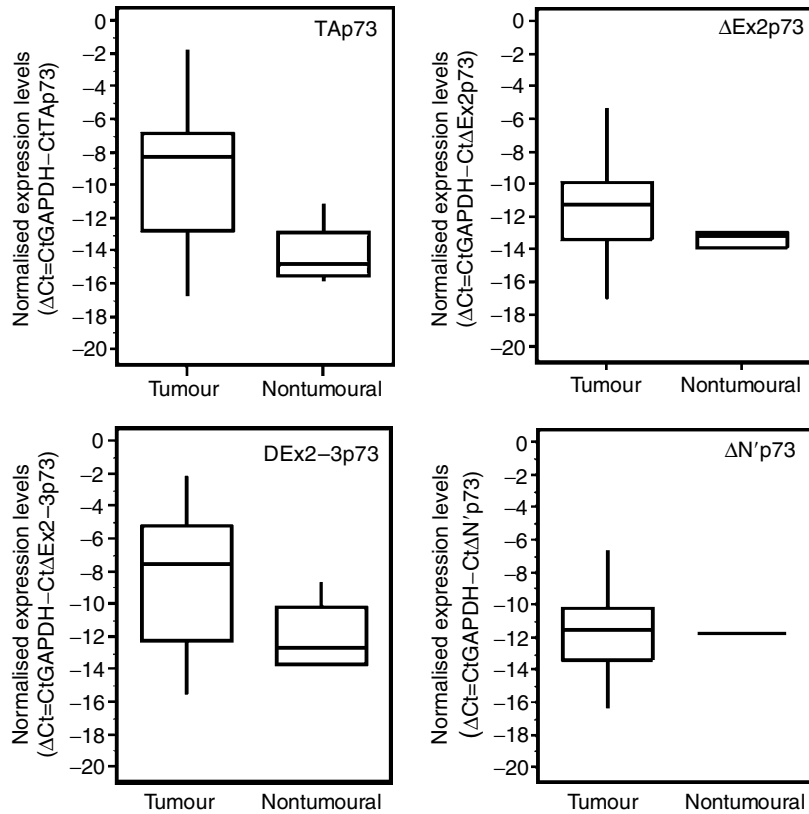 TAp73
Normalised expression levels
(ΔCt=CtGAPDH−CtTAp73)
0
−2
−4
−6
−8
−10
−12
−14
−16
−18
−20
Tumour
Nontumoural
ΔEx2p73
Normalised expression levels
(ΔCt=CtGAPDH−CtΔEx2p73)
0
−2
−4
−6
−8
−10
−12
−14
−16
−18
−20
Tumour
Nontumoural
DEx2−3p73
Normalised expression levels
(ΔCt=CtGAPDH−CtΔEx2−3p73)
0
−2
−4
−6
−8
−10
−12
−14
−16
−18
−20
Tumour
Nontumoural
ΔN′p73
Normalised expression levels
(ΔCt=CtGAPDH−CtΔN′p73)
0
−2
−4
−6
−8
−10
−12
−14
−16
−18
−20
Tumour
Nontumoural